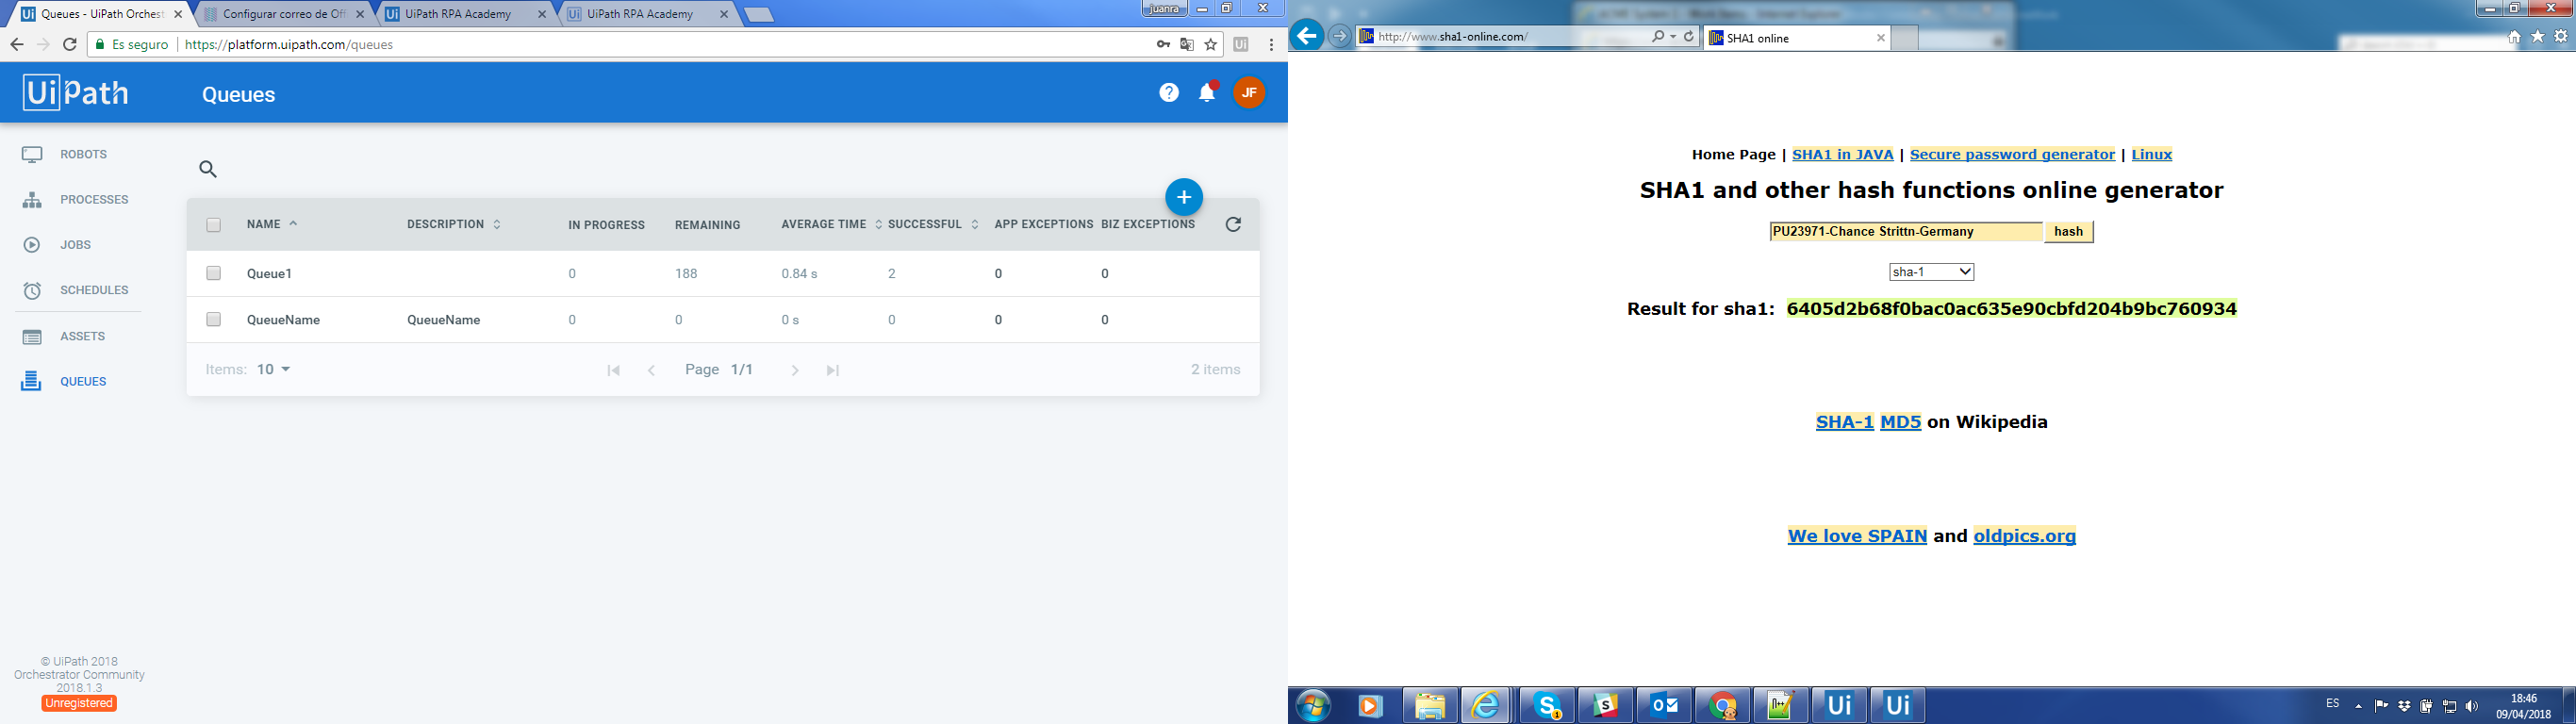 Queues - UiPath Orchest
Configurar correo de Off
UiPath RPA Academy
UiPath RPA Academy
juanra
Es seguro
https://platform.uipath.com/queues
UiPath
Queues
JF
ROBOTS
PROCESSES
JOBS
SCHEDULES
ASSETS
QUEUES
NAME DESCRIPTION IN PROGRESS REMAINING AVERAGE TIME SUCCESSFUL APP EXCEPTIONS BIZ EXCEPTIONS
Queue1 0 188 0.84 s 2 0 0
QueueName QueueName 0 0 0 s 0 0 0
Items: 10 Page 1/1 2 items
© UiPath 2018
Orchestrator Community
2018.1.3
Unregistered
http://www.sha1-online.com/
SHA1 online
Home Page | SHA1 in JAVA | Secure password generator | Linux
SHA1 and other hash functions online generator
PU23971-Chance Strittn-Germany hash
sha-1
Result for sha1: 6405d2b68f0bac0ac635e90cbfd204b9bc760934
SHA-1 MD5 on Wikipedia
We love SPAIN and oldpics.org
ES
18:46
09/04/2018